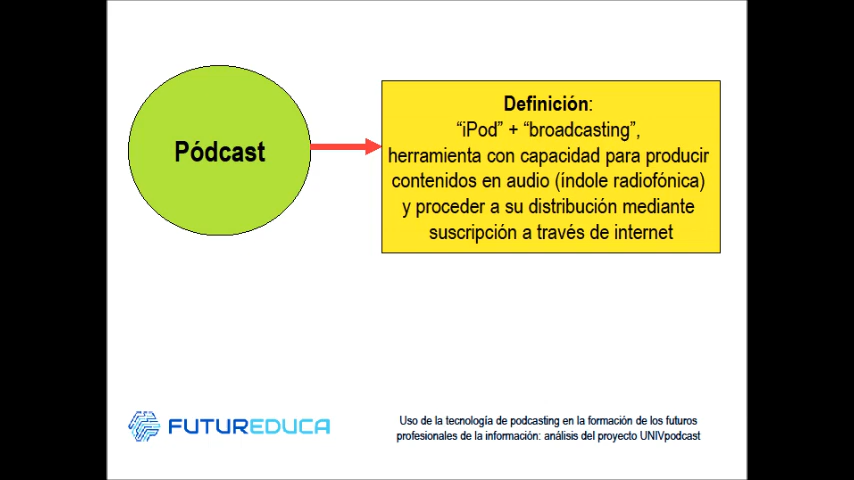 Pódcast
Definición:
“iPod” + “broadcasting”,
herramienta con capacidad para producir
contenidos en audio (índole radiofónica)
y proceder a su distribución mediante
suscripción a través de internet
FUTUREDUCA
Uso de la tecnología de podcasting en la formación de los futuros
profesionales de la información: análisis del proyecto UNIVpodcast